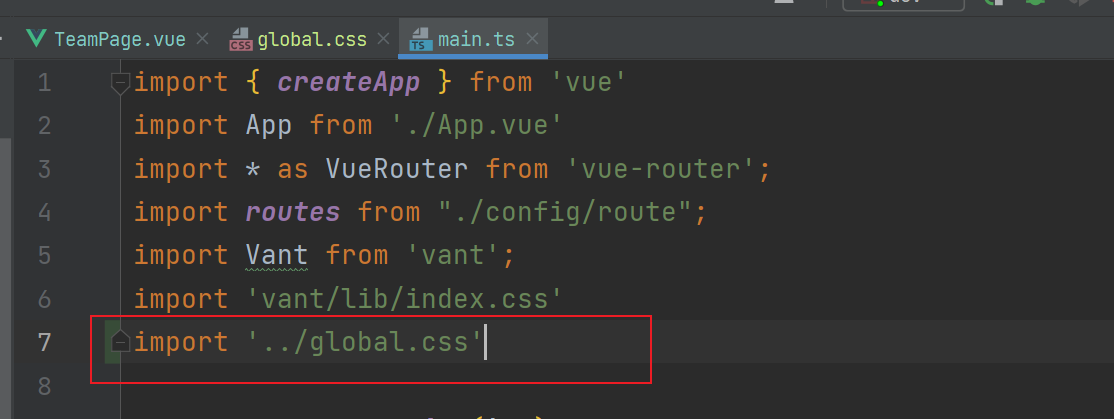 TeamPage.vue global.css main.ts
1 import { createApp } from 'vue'
2 import App from './App.vue'
3 import * as VueRouter from 'vue-router';
4 import routes from "./config/route";
5 import Vant from 'vant';
6 import 'vant/lib/index.css'
7 import '../global.css'
8